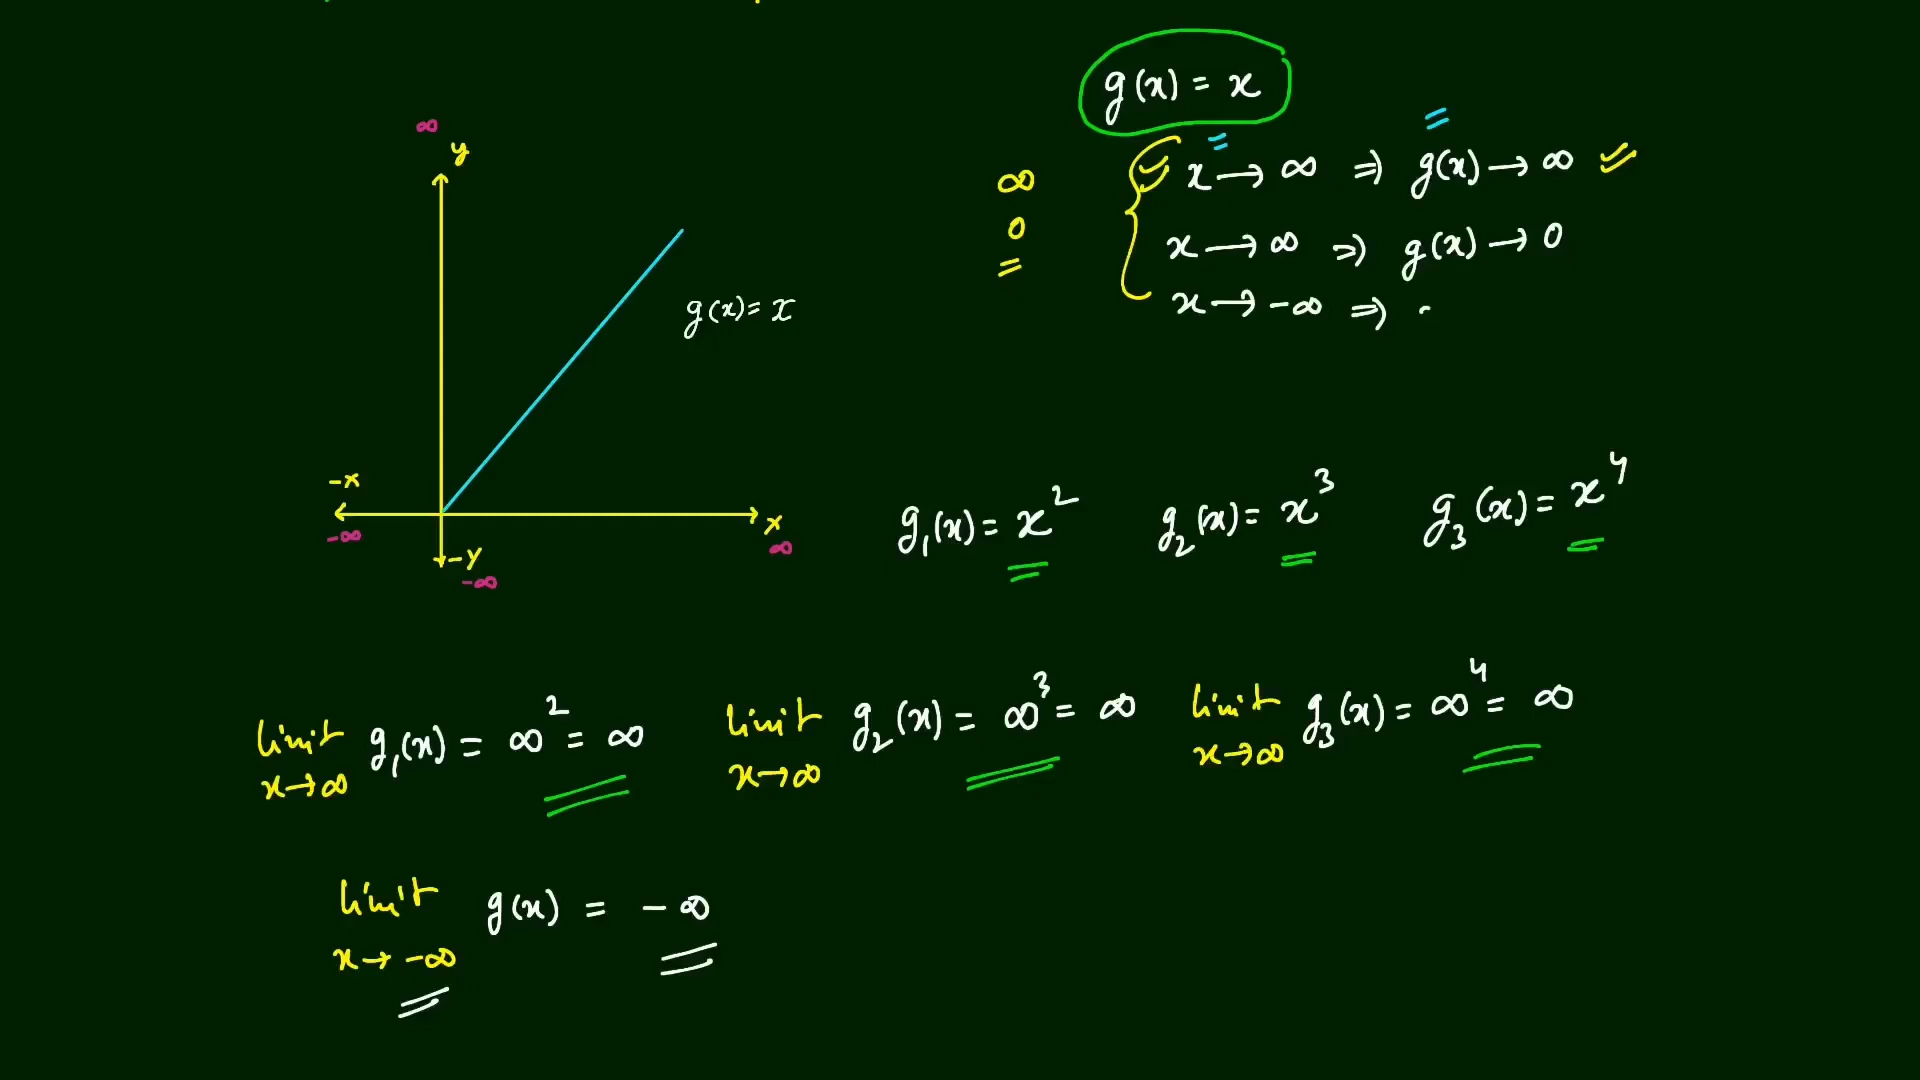 g(x) = x
∞
y
∞ x → ∞ ⇒ g(x) → ∞
0 x → ∞ ⇒ g(x) → 0
=
x → -∞ ⇒
g(x) = x
-x
-∞
x
∞
-y
-∞
g₁(x) = x² g₂(x) = x³ g₃(x) = x⁴
limit g₁(x) = ∞² = ∞ limit g₂(x) = ∞³ = ∞ limit g₃(x) = ∞⁴ = ∞
x→∞ x→∞ x→∞
limit g(x) = -∞
x→ -∞